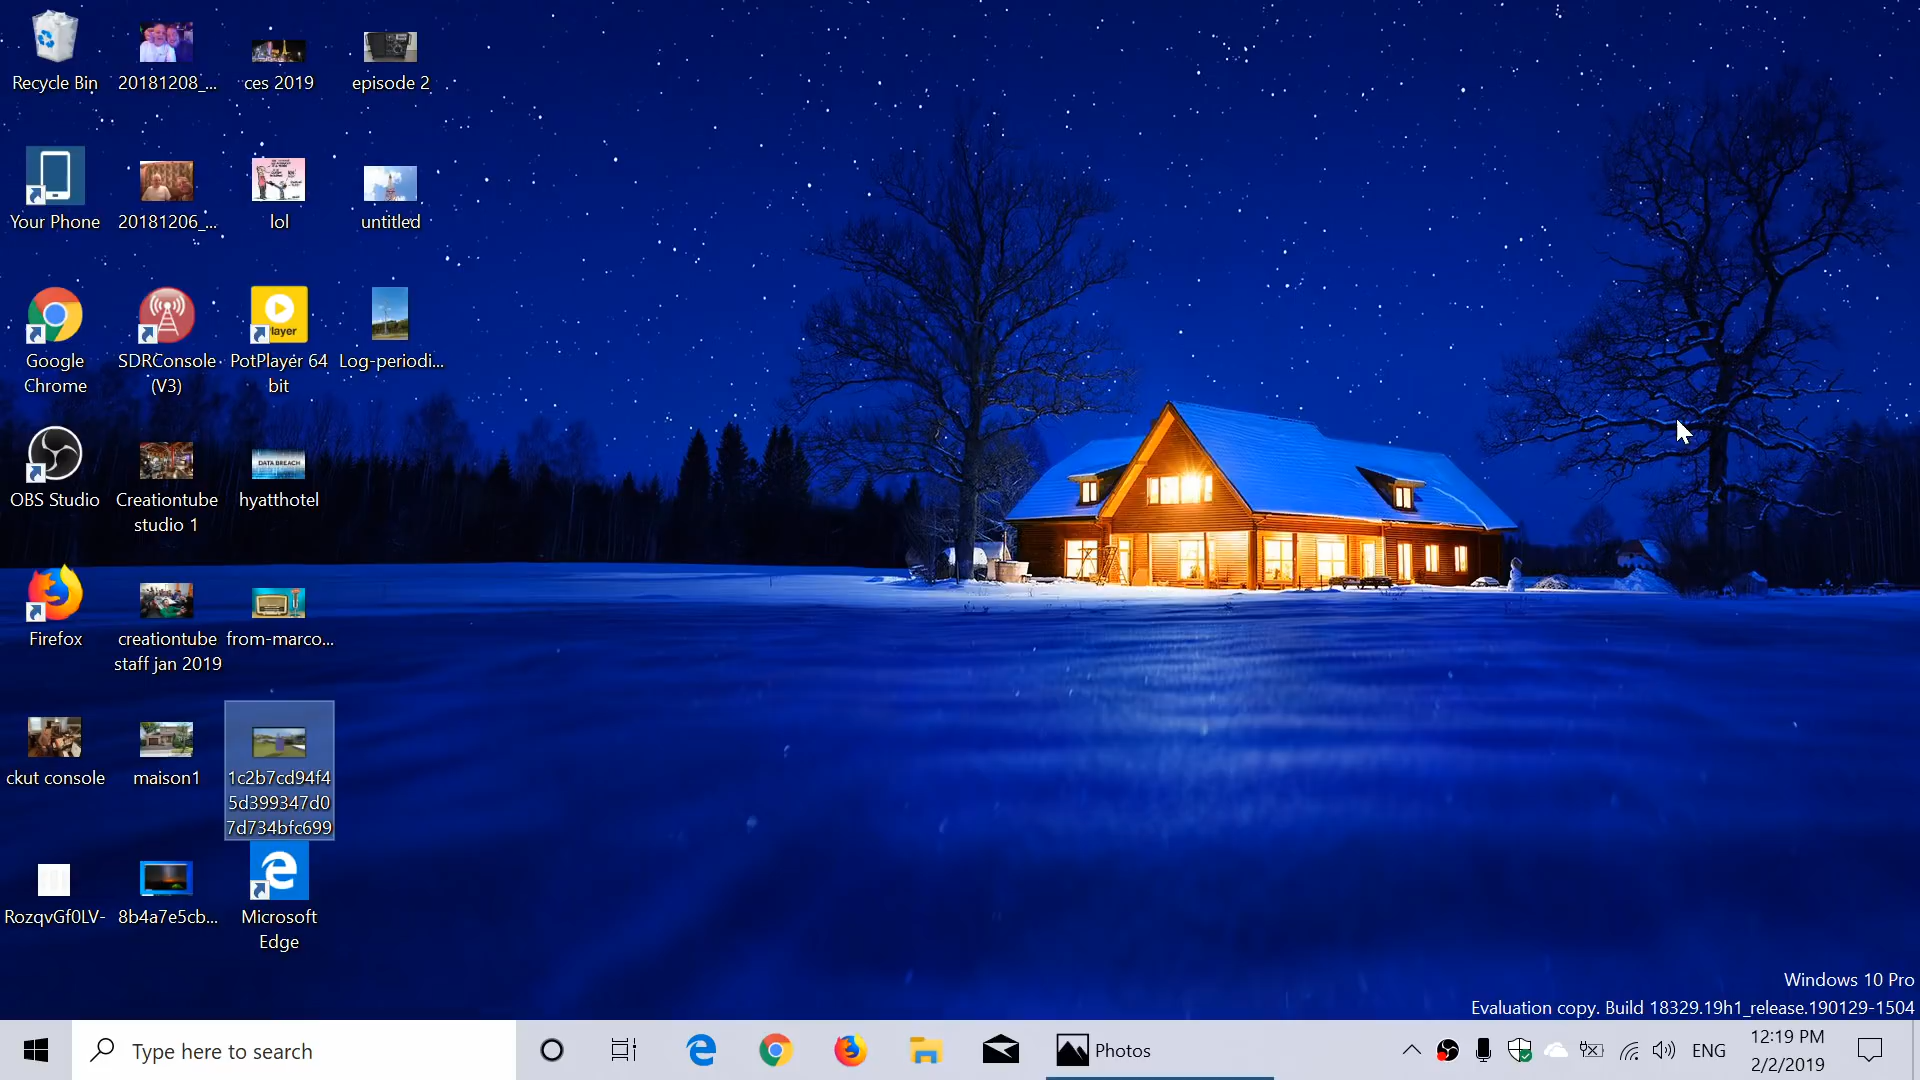 Recycle Bin
20181208_...
ces 2019
episode 2
Your Phone
20181206_...
lol
untitled
Google
Chrome
SDRConsole
(V3)
layer
PotPlayer 64
bit
Log-periodi...
OBS Studio
Creationtube
studio 1
DATA BREACH
hyatthotel
Firefox
creationtube
staff jan 2019
from-marco...
ckut console
maison1
1c2b7cd94f4
5d399347d0
7d734bfc699
RozqvGf0LV-
8b4a7e5cb...
Microsoft
Edge
Windows 10 Pro
Evaluation copy. Build 18329.19h1_release.190129-1504
Type here to search
Photos
ENG
12:19 PM
2/2/2019